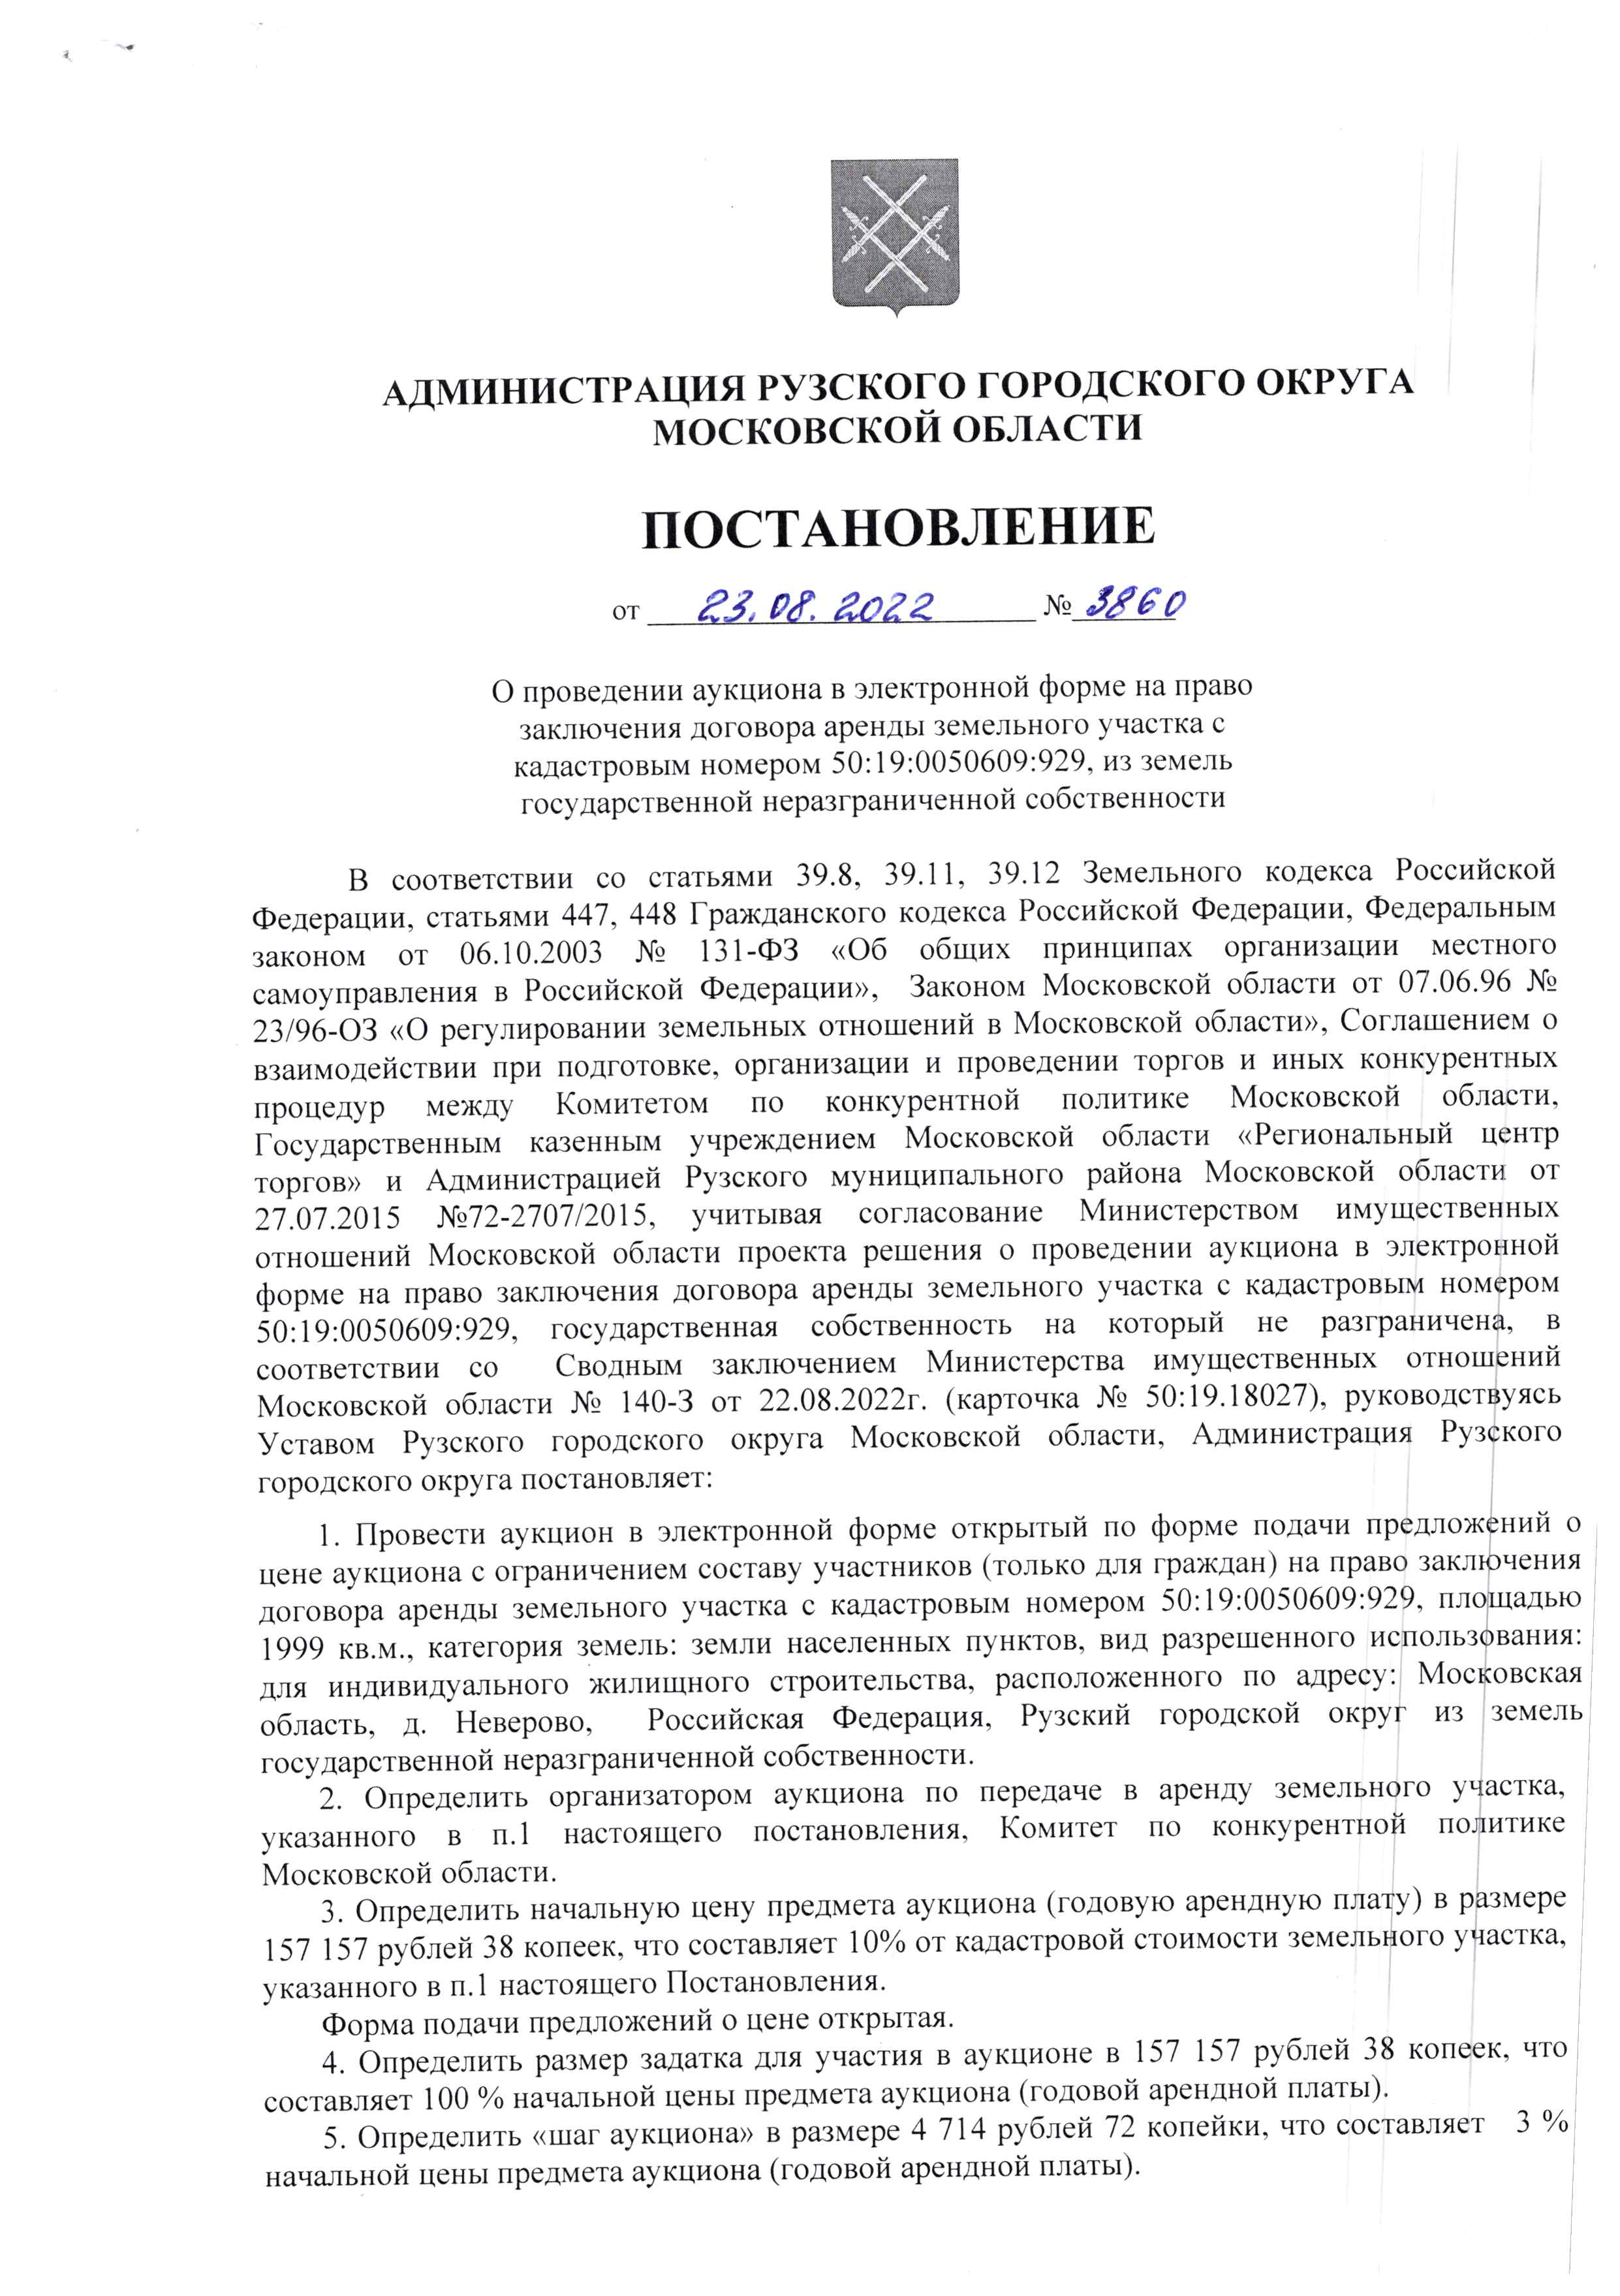 АДМИНИСТРАЦИЯ РУЗСКОГО ГОРОДСКОГО ОКРУГА
МОСКОВСКОЙ ОБЛАСТИ
ПОСТАНОВЛЕНИЕ
от 23.08.2022 № 3860
О проведении аукциона в электронной форме на право
заключения договора аренды земельного участка с
кадастровым номером 50:19:0050609:929, из земель
государственной неразграниченной собственности
В соответствии со статьями 39.8, 39.11, 39.12 Земельного кодекса Российской
Федерации, статьями 447, 448 Гражданского кодекса Российской Федерации, Федеральным
законом от 06.10.2003 № 131-ФЗ «Об общих принципах организации местного
самоуправления в Российской Федерации», Законом Московской области от 07.06.96 №
23/96-ОЗ «О регулировании земельных отношений в Московской области», Соглашением о
взаимодействии при подготовке, организации и проведении торгов и иных конкурентных
процедур между Комитетом по конкурентной политике Московской области,
Государственным казенным учреждением Московской области «Региональный центр
торгов» и Администрацией Рузского муниципального района Московской области от
27.07.2015 №72-2707/2015, учитывая согласование Министерством имущественных
отношений Московской области проекта решения о проведении аукциона в электронной
форме на право заключения договора аренды земельного участка с кадастровым номером
50:19:0050609:929, государственная собственность на который не разграничена, в
соответствии со Сводным заключением Министерства имущественных отношений
Московской области № 140-З от 22.08.2022г. (карточка № 50:19.18027), руководствуясь
Уставом Рузского городского округа Московской области, Администрация Рузского
городского округа постановляет:
1. Провести аукцион в электронной форме открытый по форме подачи предложений о
цене аукциона с ограничением составу участников (только для граждан) на право заключения
договора аренды земельного участка с кадастровым номером 50:19:0050609:929, площадью
1999 кв.м., категория земель: земли населенных пунктов, вид разрешенного использования:
для индивидуального жилищного строительства, расположенного по адресу: Московская
область, д. Неверово, Российская Федерация, Рузский городской округ из земель
государственной неразграниченной собственности.
2. Определить организатором аукциона по передаче в аренду земельного участка,
указанного в п.1 настоящего постановления, Комитет по конкурентной политике
Московской области.
3. Определить начальную цену предмета аукциона (годовую арендную плату) в размере
157 157 рублей 38 копеек, что составляет 10% от кадастровой стоимости земельного участка,
указанного в п.1 настоящего Постановления.
Форма подачи предложений о цене открытая.
4. Определить размер задатка для участия в аукционе в 157 157 рублей 38 копеек, что
составляет 100 % начальной цены предмета аукциона (годовой арендной платы).
5. Определить «шаг аукциона» в размере 4 714 рублей 72 копейки, что составляет 3 %
начальной цены предмета аукциона (годовой арендной платы).